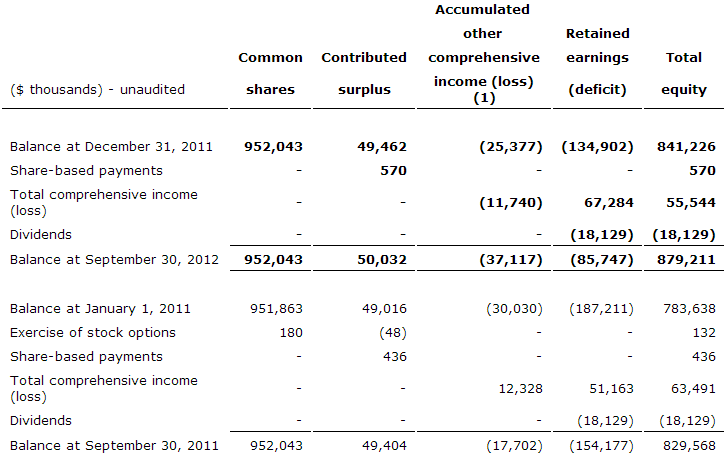 Accumulated
other Retained
Common Contributed comprehensive earnings Total
($ thousands) - unaudited shares surplus income (loss) (deficit) equity
(1)
Balance at December 31, 2011 952,043 49,462 (25,377) (134,902) 841,226
Share-based payments - 570 - - 570
Total comprehensive income
(loss) - - (11,740) 67,284 55,544
Dividends - - - (18,129) (18,129)
Balance at September 30, 2012 952,043 50,032 (37,117) (85,747) 879,211
Balance at January 1, 2011 951,863 49,016 (30,030) (187,211) 783,638
Exercise of stock options 180 (48) - - 132
Share-based payments - 436 - - 436
Total comprehensive income
(loss) - - 12,328 51,163 63,491
Dividends - - - (18,129) (18,129)
Balance at September 30, 2011 952,043 49,404 (17,702) (154,177) 829,568